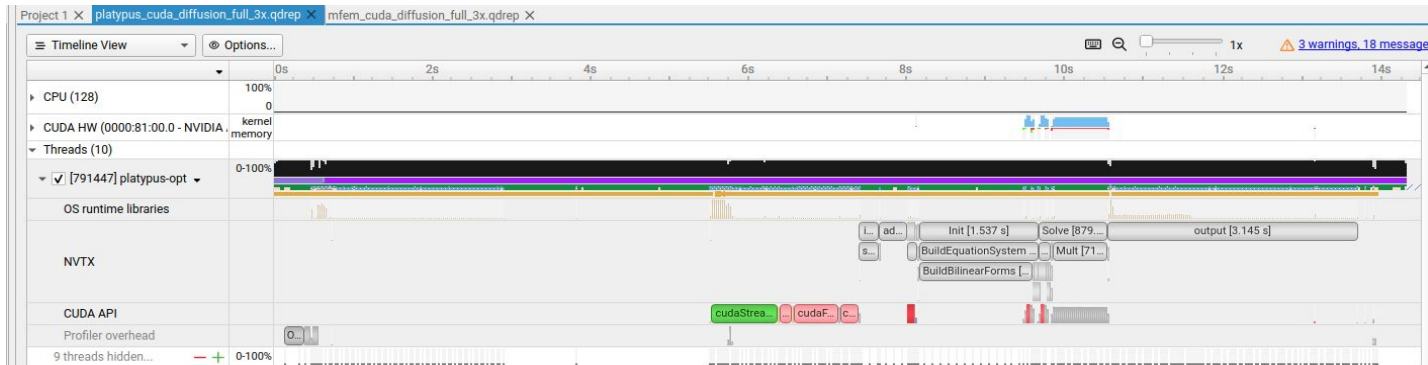 Project 1 X platypus_cuda_diffusion_full_3x.qdrep X mfem_cuda_diffusion_full_3x.qdrep X
Timeline View Options... 1x 3 warnings, 18 message
0s 2s 4s 6s 8s 10s 12s 14s
CPU (128) 100% 0
CUDA HW (0000:81:00.0 - NVIDIA kernel memory
Threads (10)
[791447] platypus-opt 0-100%
OS runtime libraries
i... ad... Init [1.537 s] Solve [879.... output [3.145 s]
NVTX s... BuildEquationSystem ... Mult [71...
BuildBilinearForms [...
CUDA API cudaStrea... ... cudaF... c...
Profiler overhead O...
9 threads hidden... — + 0-100%